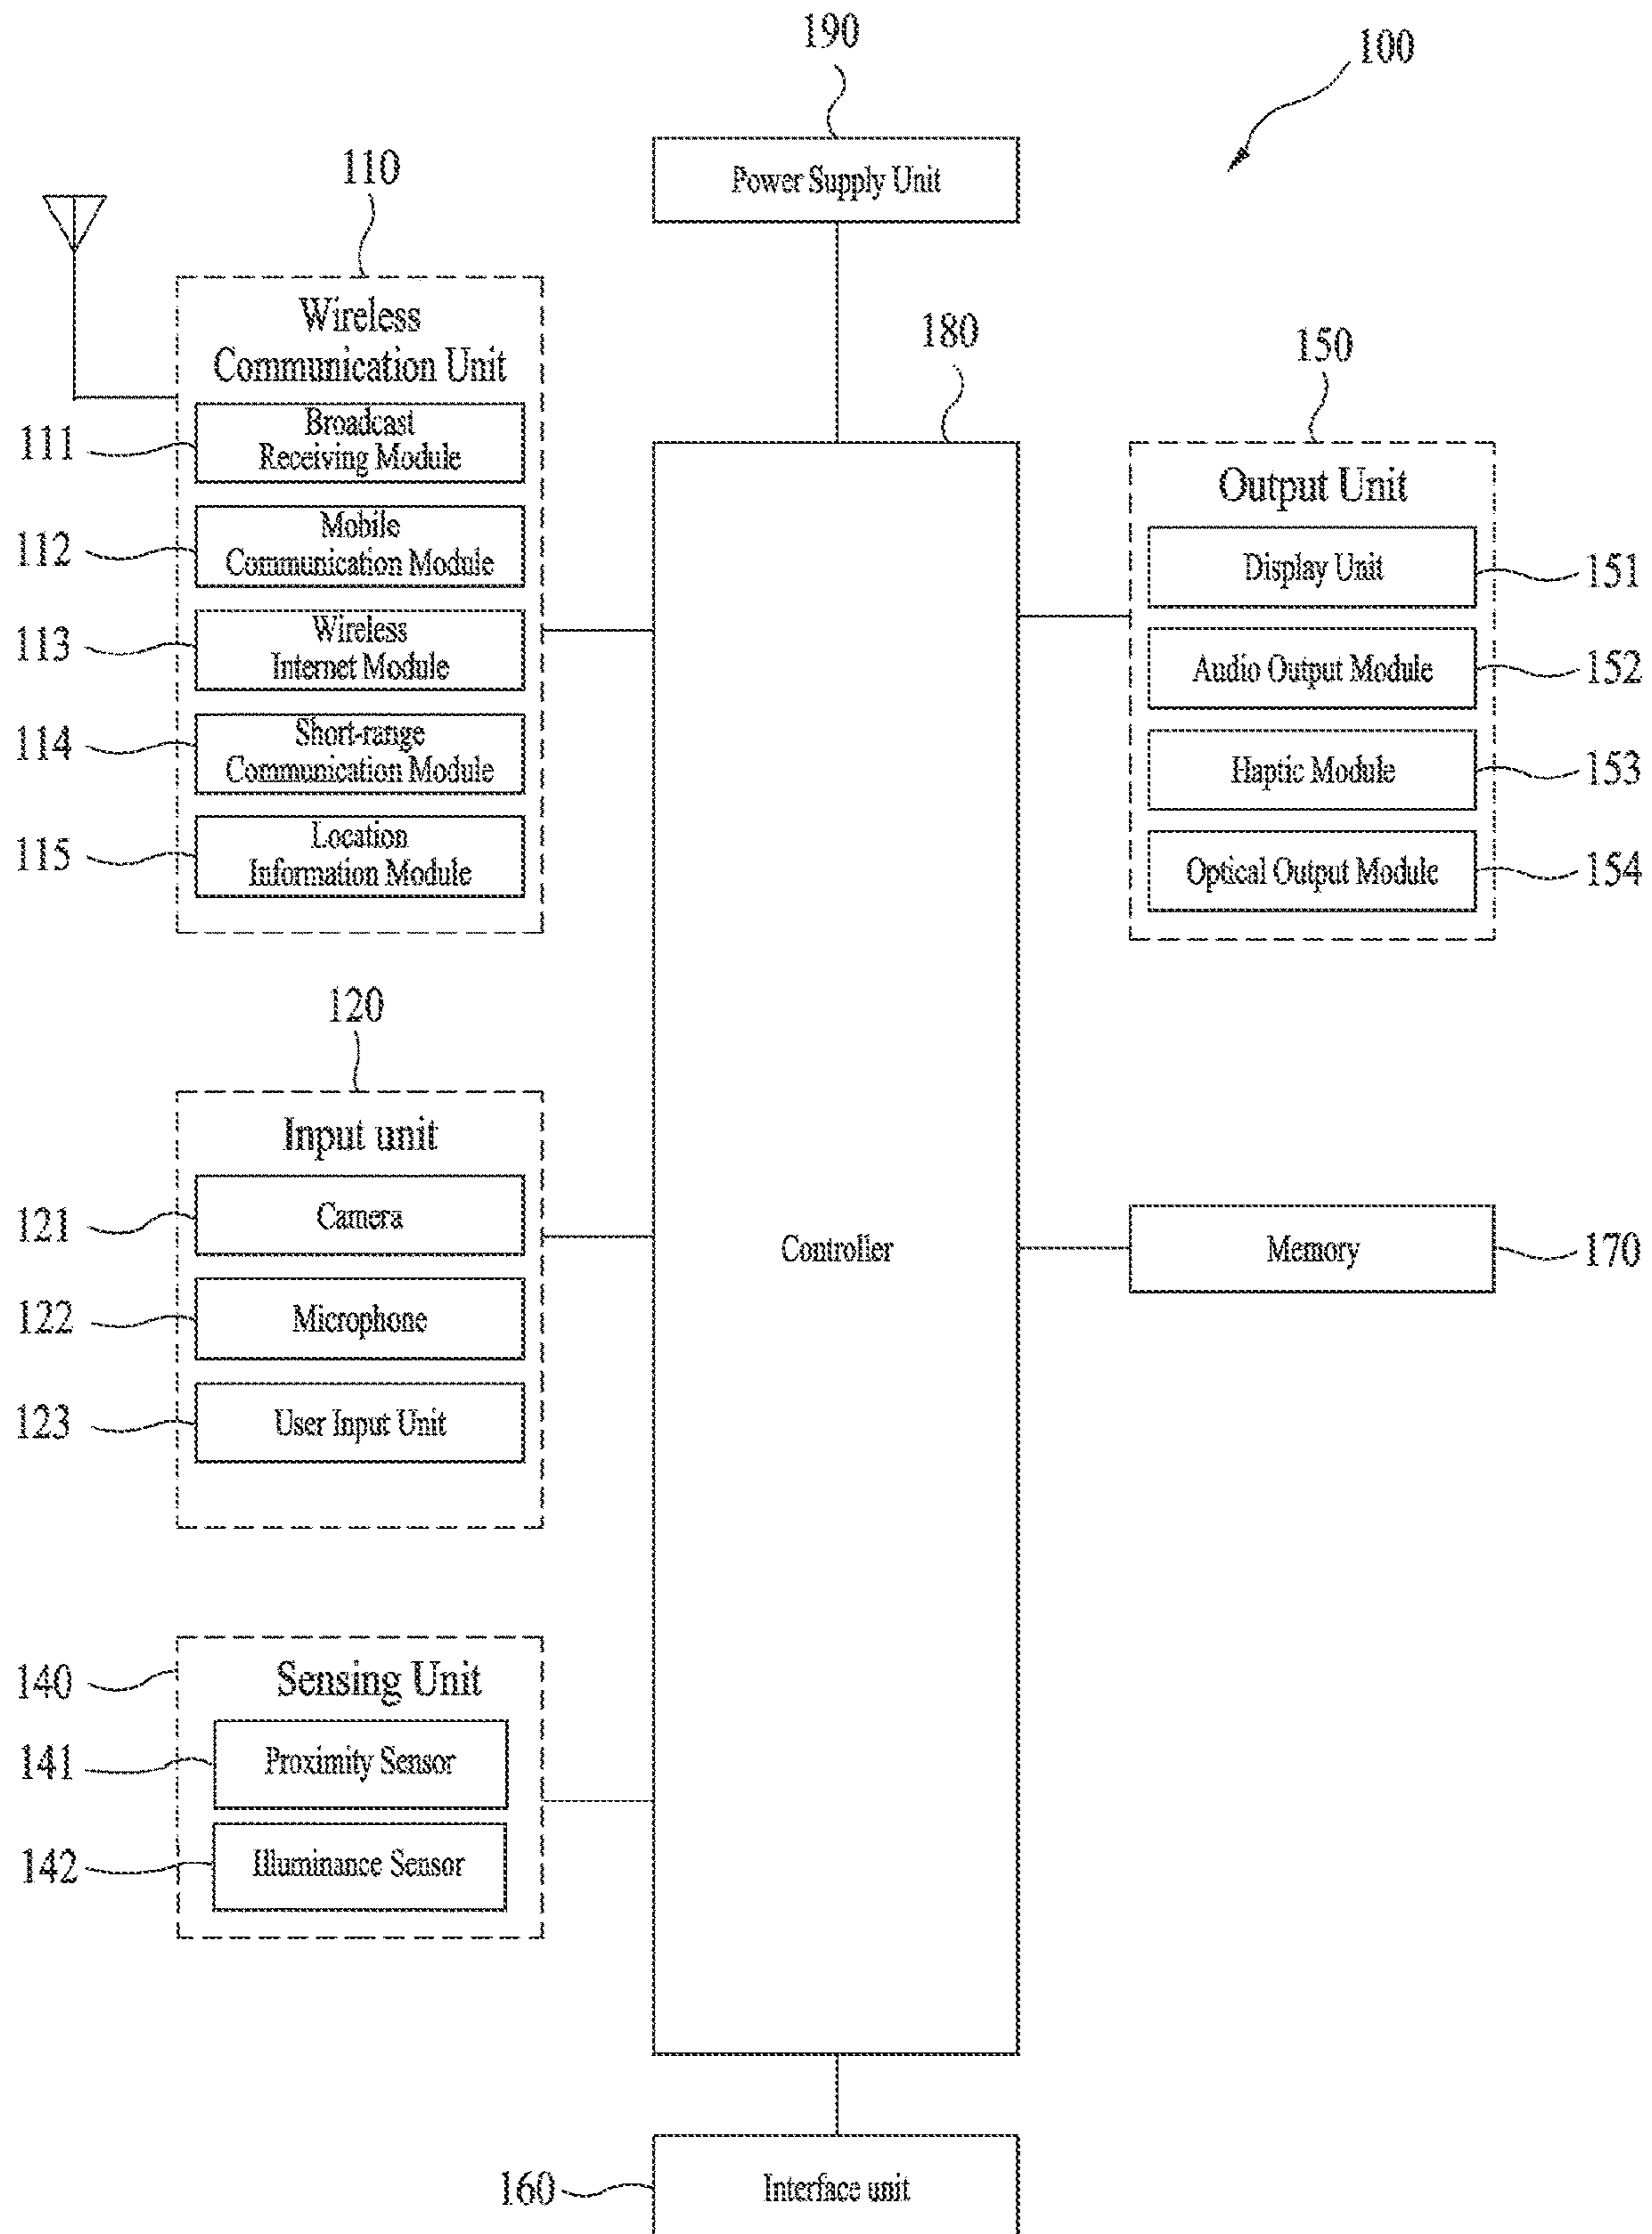 190
100
Power Supply Unit
110
Wireless
Communication Unit
111
Broadcast
Receiving Module
112
Mobile
Communication Module
113
Wireless
Internet Module
114
Short-range
Communication Module
115
Location
Information Module
120
Input unit
121
Camera
122
Microphone
123
User Input Unit
140
Sensing Unit
141
Proximity Sensor
142
Illuminance Sensor
180
Controller
150
Output Unit
Display Unit
151
Audio Output Module
152
Haptic Module
153
Optical Output Module
154
Memory
170
160
Interface unit